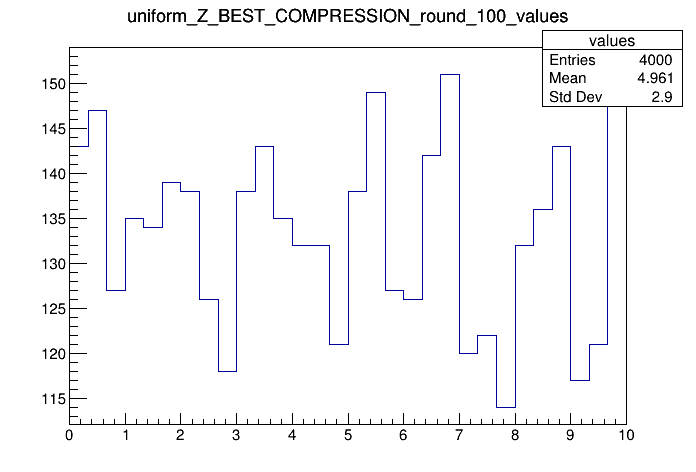 uniform_Z_BEST_COMPRESSION_round_100_values
values
Entries 4000
Mean 4.961
Std Dev 2.9
150
145
140
135
130
125
120
115
0 1 2 3 4 5 6 7 8 9 10